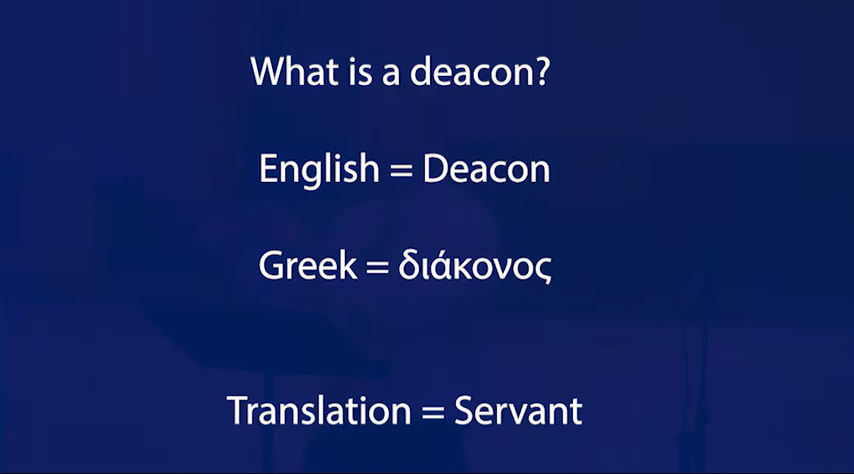 What is a deacon?
English = Deacon
Greek = διάκονος
Translation = Servant